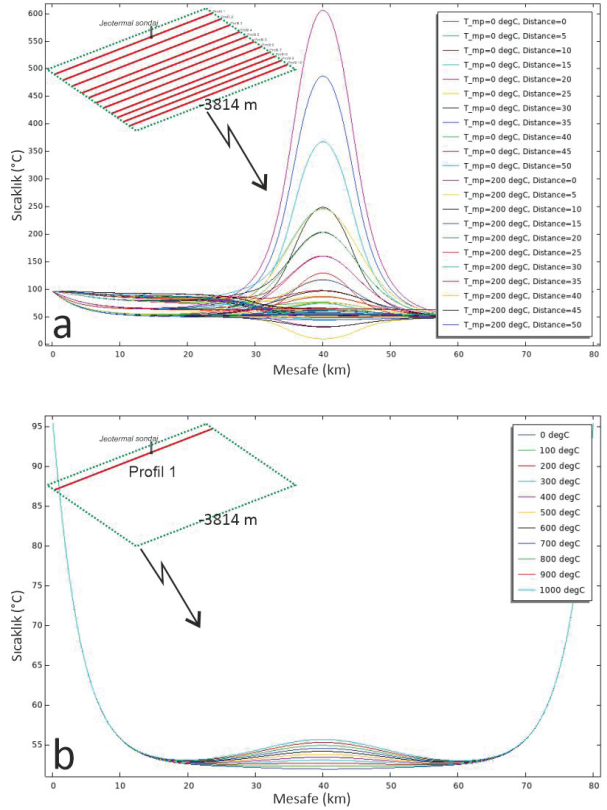 600
550
500
450
400
350
300
250
200
150
100
50
0
Sıcaklık (°C)
Jeotermal sondaj
-3814 m
T_mp=0 degC, Distance=0
T_mp=0 degC, Distance=5
T_mp=0 degC, Distance=10
T_mp=0 degC, Distance=15
T_mp=0 degC, Distance=20
T_mp=0 degC, Distance=25
T_mp=0 degC, Distance=30
T_mp=0 degC, Distance=35
T_mp=0 degC, Distance=40
T_mp=0 degC, Distance=45
T_mp=0 degC, Distance=50
T_mp=200 degC, Distance=0
T_mp=200 degC, Distance=5
T_mp=200 degC, Distance=10
T_mp=200 degC, Distance=15
T_mp=200 degC, Distance=20
T_mp=200 degC, Distance=25
T_mp=200 degC, Distance=30
T_mp=200 degC, Distance=35
T_mp=200 degC, Distance=40
T_mp=200 degC, Distance=45
T_mp=200 degC, Distance=50
a
0 10 20 30 40 50 60 70 80
Mesafe (km)
95
90
85
80
75
70
65
60
55
Sıcaklık (°C)
Jeotermal sondaj
Profil 1
-3814 m
0 degC
100 degC
200 degC
300 degC
400 degC
500 degC
600 degC
700 degC
800 degC
900 degC
1000 degC
b
0 10 20 30 40 50 60 70 80
Mesafe (km)